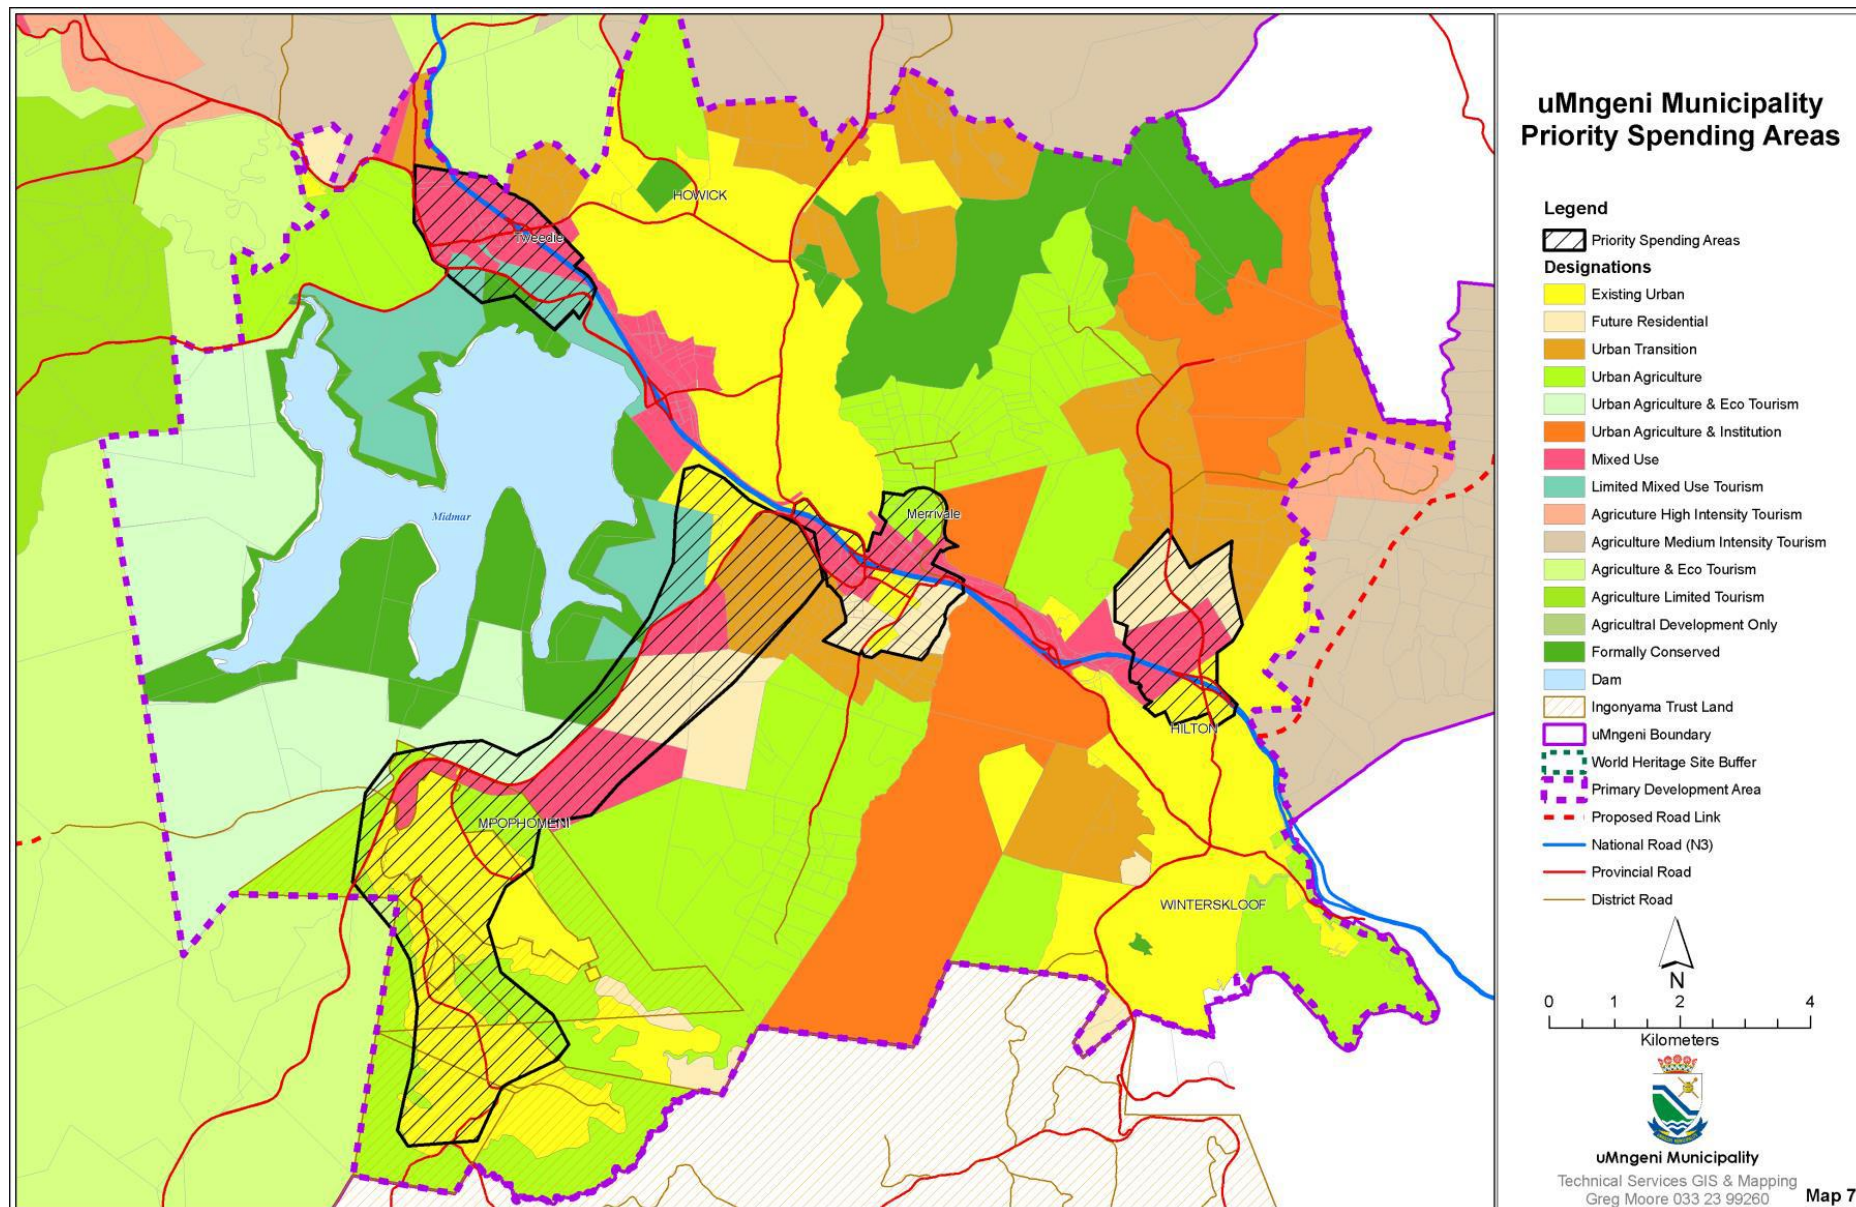 uMngeni Municipality
Priority Spending Areas
Legend
Priority Spending Areas
Designations
Existing Urban
Future Residential
Urban Transition
Urban Agriculture
Urban Agriculture & Eco Tourism
Urban Agriculture & Institution
Mixed Use
Limited Mixed Use Tourism
Agricuture High Intensity Tourism
Agriculture Medium Intensity Tourism
Agriculture & Eco Tourism
Agriculture Limited Tourism
Agricultral Development Only
Formally Conserved
Dam
Ingonyama Trust Land
uMngeni Boundary
World Heritage Site Buffer
Primary Development Area
Proposed Road Link
National Road (N3)
Provincial Road
District Road
N
0 1 2 4
Kilometers
uMngeni Municipality
Technical Services GIS & Mapping
Greg Moore 033 23 99260
Map 7
HOWICK
Tweedie
Midmar
Merrivale
HILTON
MPOPHOMENI
WINTERSKLOOF